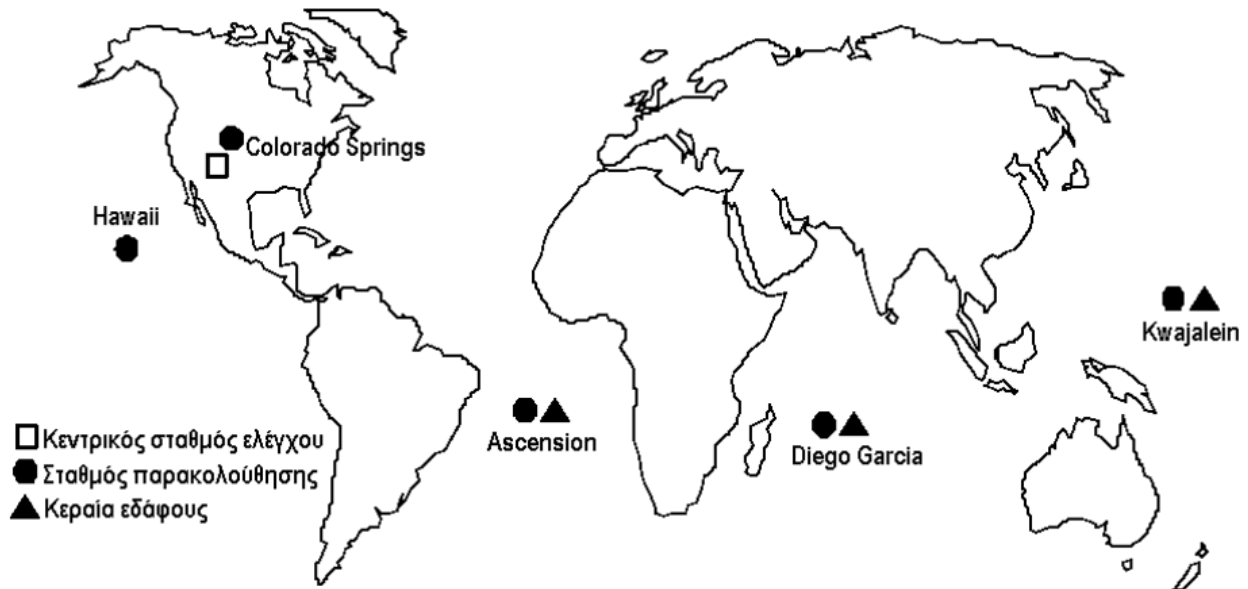 Colorado Springs
Hawaii
Kwajalein
Ascension
Diego Garcia
Κεντρικός σταθμός ελέγχου
Σταθμός παρακολούθησης
Κεραία εδάφους